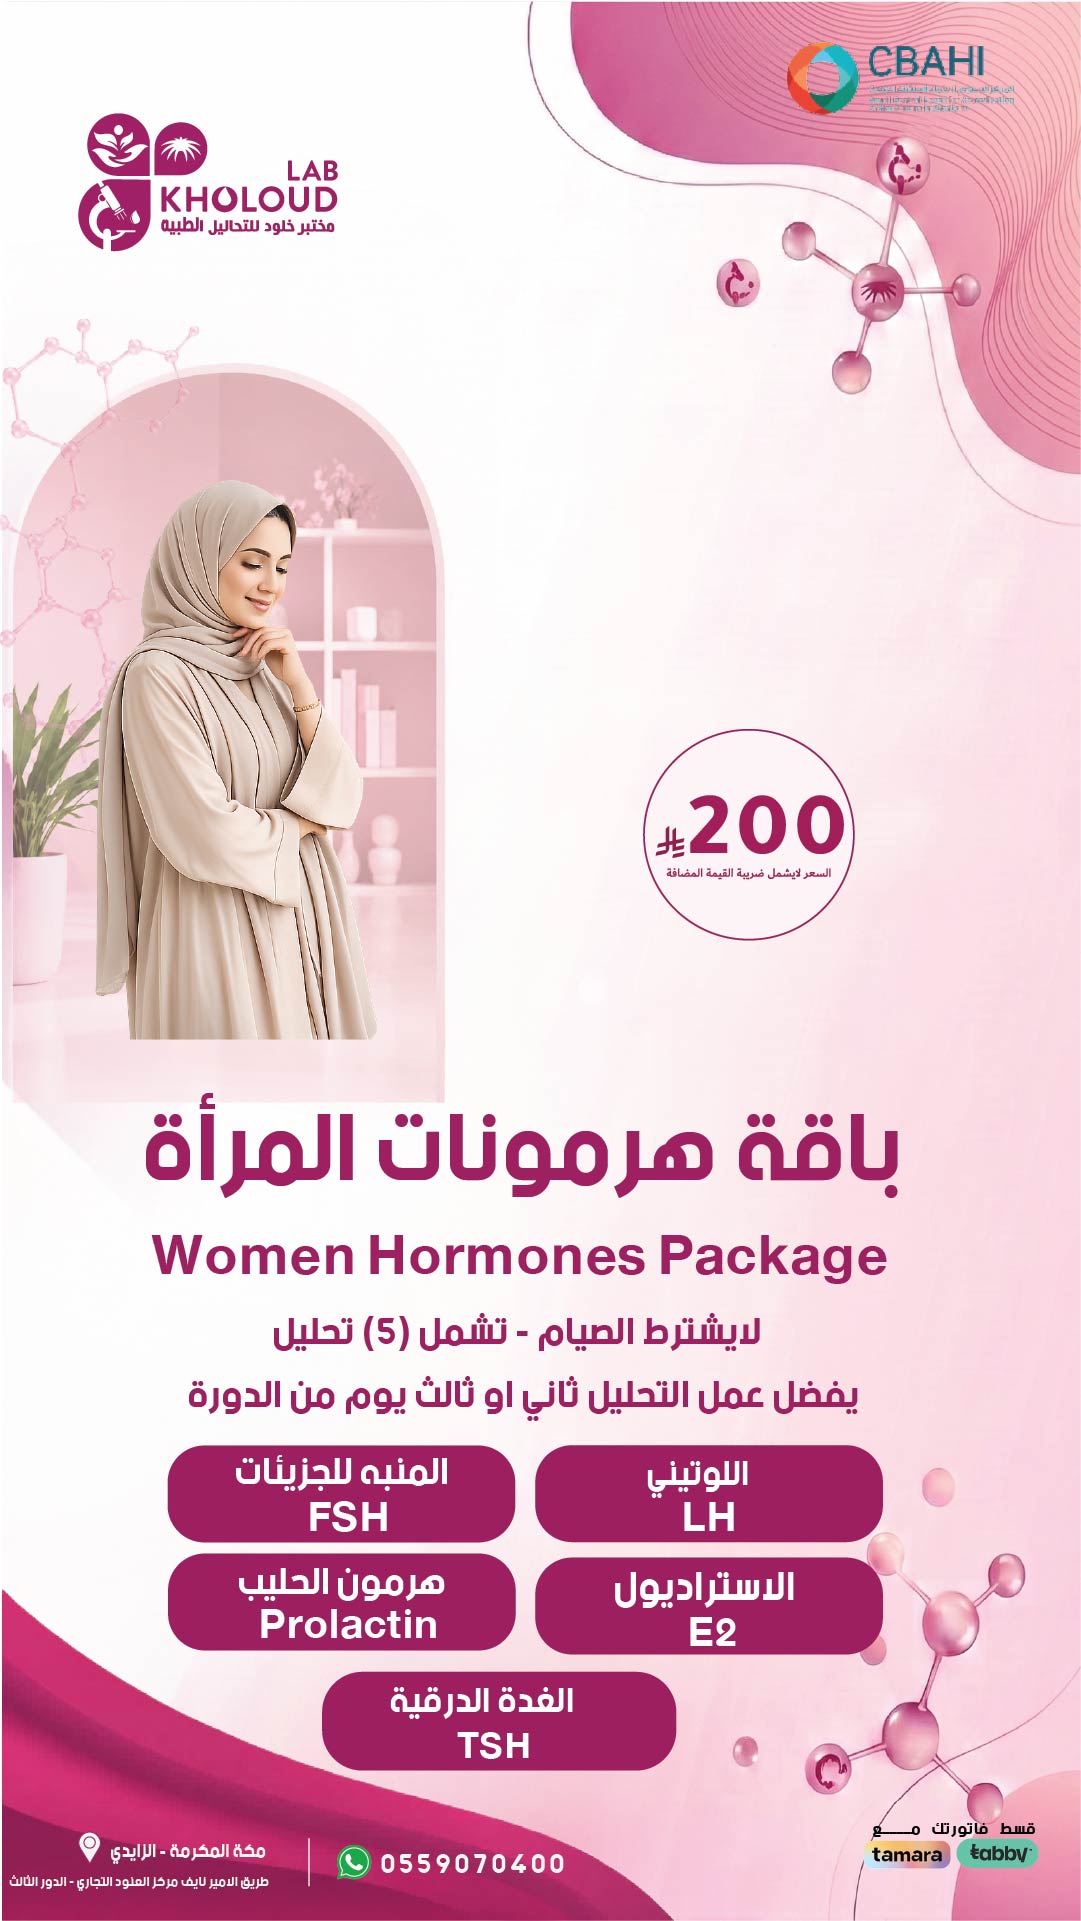 CBAHI
LAB
KHOLOUD
مختبر خلود للتحاليل الطبية
200
السعر لايشمل ضريبة القيمة المضافة
باقة هرمونات المرأة
Women Hormones Package
لايشترط الصيام - تشمل (5) تحليل
يفضل عمل التحليل ثاني او ثالث يوم من الدورة
اللوتيني
LH
المنبه للجزيئات
FSH
الاستراديول
E2
هرمون الحليب
Prolactin
الغدة الدرقية
TSH
قسط فاتورتك مـــــع
tamara tabby
0559070400
مكة المكرمة - الزايدي
طريق الامير نايف مركز العنود التجاري - الدور الثالث